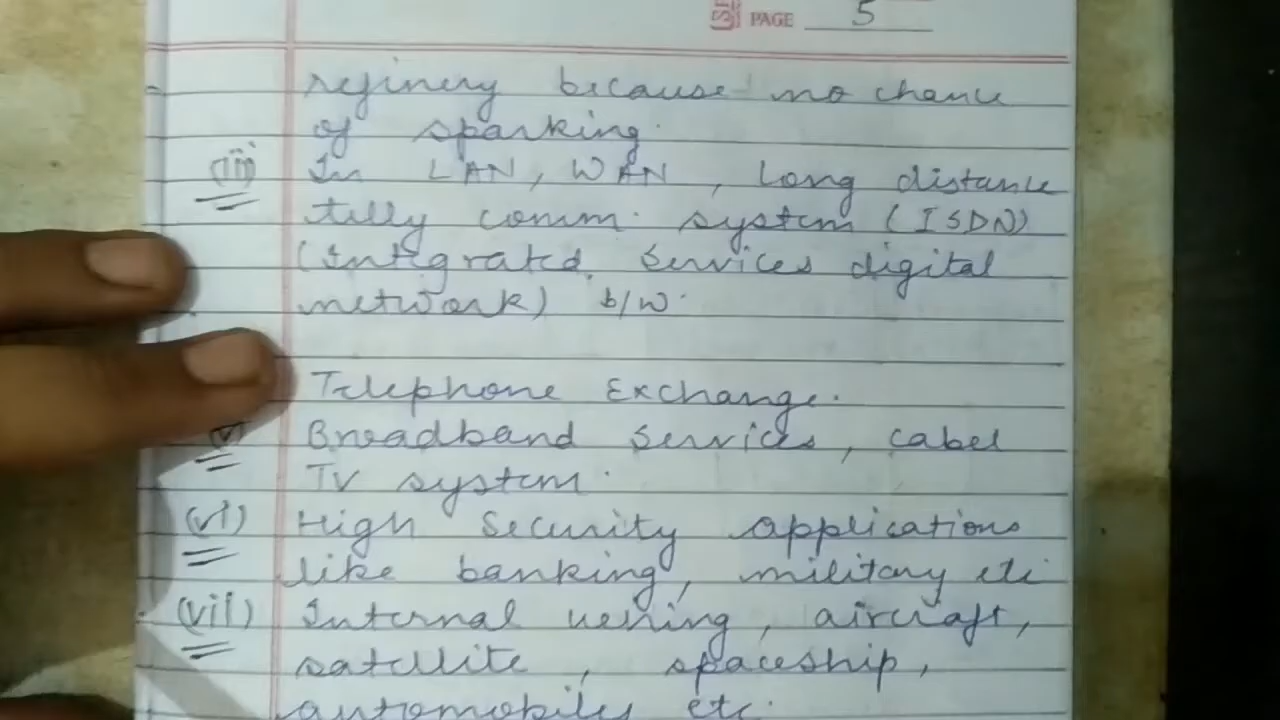 PAGE 5
refinery because no chance
of sparking.
(iii) In LAN, WAN, Long distance
telly comm. system (ISDN)
(Integrated Services digital
network) b/w.
Telephone Exchange.
(v) Broadband Services, cabel
TV system.
(vi) High Security applications
like banking, military etc
(vii) Internal wering, aircraft,
satellite, spaceship,
automobiles etc.